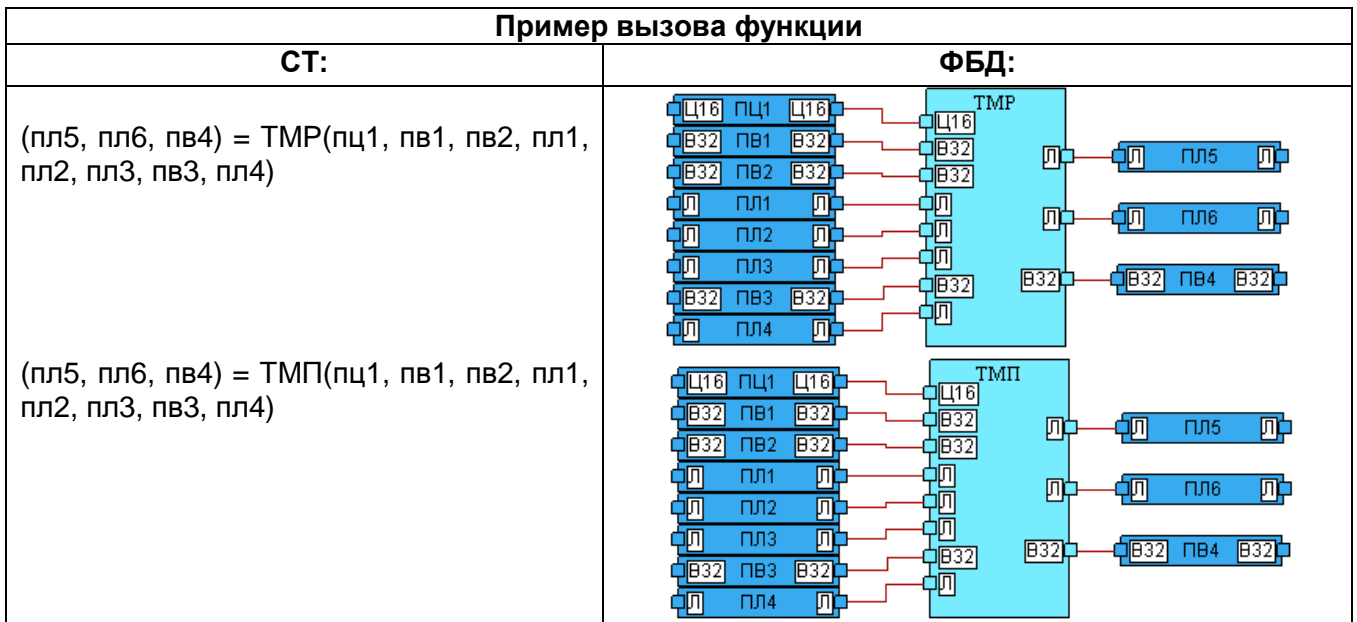 Пример вызова функции
СТ:
ФБД:
(пл5, пл6, пв4) = ТМР(пц1, пв1, пв2, пл1,
пл2, пл3, пв3, пл4)
ТМР
Ц16 ПЦ1 Ц16
В32 ПВ1 В32
В32 ПВ2 В32
Л ПЛ1 Л
Л ПЛ2 Л
Л ПЛ3 Л
В32 ПВ3 В32
Л ПЛ4 Л
Ц16
В32
В32
Л
Л
Л
В32
Л
Л
Л
В32
Л ПЛ5 Л
Л ПЛ6 Л
В32 ПВ4 В32
(пл5, пл6, пв4) = ТМП(пц1, пв1, пв2, пл1,
пл2, пл3, пв3, пл4)
ТМП
Ц16 ПЦ1 Ц16
В32 ПВ1 В32
В32 ПВ2 В32
Л ПЛ1 Л
Л ПЛ2 Л
Л ПЛ3 Л
В32 ПВ3 В32
Л ПЛ4 Л
Ц16
В32
В32
Л
Л
Л
В32
Л
Л
Л
В32
Л ПЛ5 Л
Л ПЛ6 Л
В32 ПВ4 В32